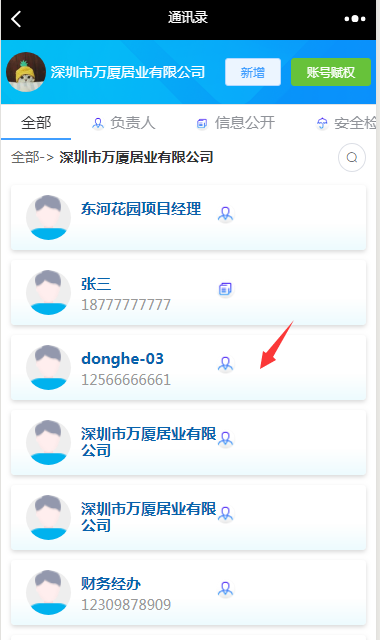 通讯录
深圳市万厦居业有限公司
新增
账号赋权
全部
负责人
信息公开
安全检
全部-> 深圳市万厦居业有限公司
东河花园项目经理
张三
18777777777
donghe-03
12566666661
深圳市万厦居业有限
公司
深圳市万厦居业有限
公司
财务经办
12309878909